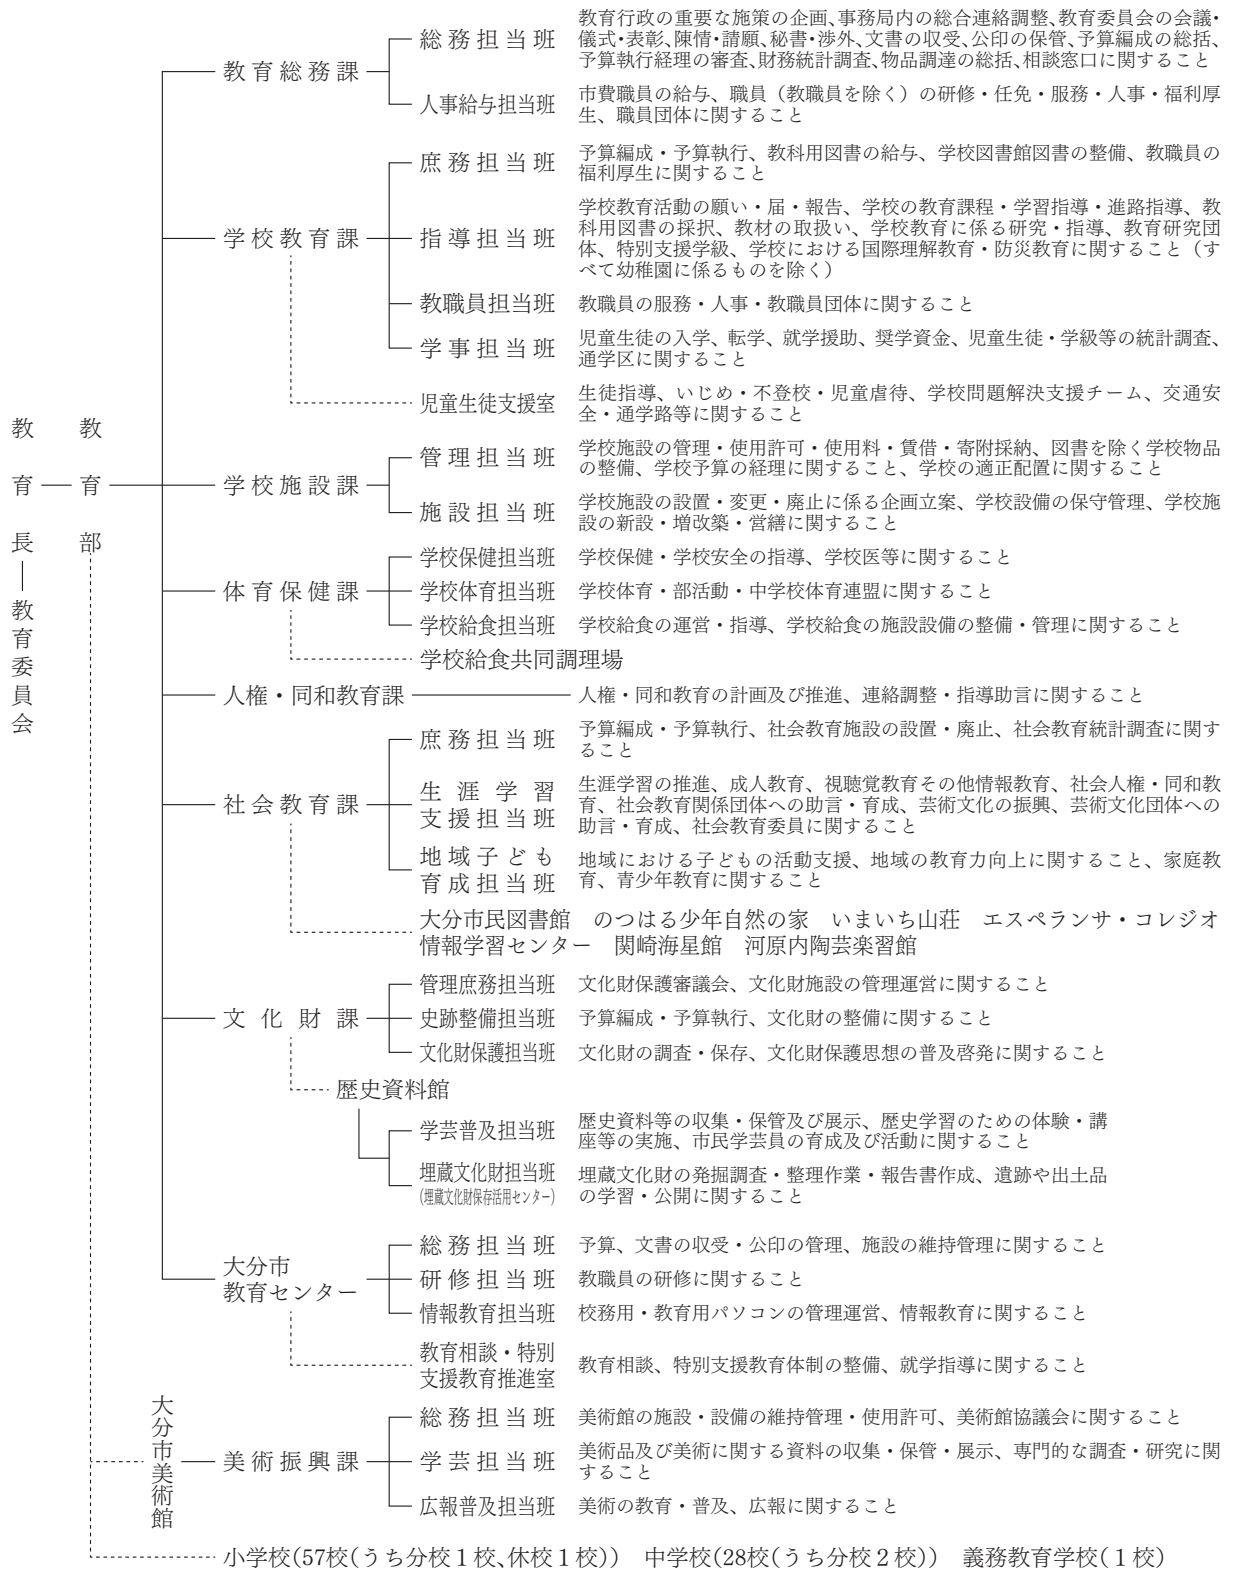 教育長
教育委員会
教育部
教育総務課
総務担当班
教育行政の重要な施策の企画、事務局内の総合連絡調整、教育委員会の会議・
儀式・表彰、陳情・請願、秘書・渉外、文書の収受、公印の保管、予算編成の総括、
予算執行経理の審査、財務統計調査、物品調達の総括、相談窓口に関すること
人事給与担当班
市費職員の給与、職員（教職員を除く）の研修・任免・服務・人事・福利厚
生、職員団体に関すること
学校教育課
庶務担当班
予算編成・予算執行、教科用図書の給与、学校図書館図書の整備、教職員の
福利厚生に関すること
指導担当班
学校教育活動の願い・届・報告、学校の教育課程・学習指導・進路指導、教
科用図書の採択、教材の取扱い、学校教育に係る研究・指導、教育研究団
体、特別支援学級、学校における国際理解教育・防災教育に関すること（す
べて幼稚園に係るものを除く）
教職員担当班
教職員の服務・人事・教職員団体に関すること
学事担当班
児童生徒の入学、転学、就学援助、奨学資金、児童生徒・学級等の統計調査、
通学区に関すること
児童生徒支援室
生徒指導、いじめ・不登校・児童虐待、学校問題解決支援チーム、交通安
全・通学路等に関すること
学校施設課
管理担当班
学校施設の管理・使用許可・使用料・賃借・寄附採納、図書を除く学校物品
の整備、学校予算の経理に関すること、学校の適正配置に関すること
施設担当班
学校施設の設置・変更・廃止に係る企画立案、学校設備の保守管理、学校施
設の新設・増改築・営繕に関すること
体育保健課
学校保健担当班
学校保健・学校安全の指導、学校医等に関すること
学校体育担当班
学校体育・部活動・中学校体育連盟に関すること
学校給食担当班
学校給食の運営・指導、学校給食の施設設備の整備・管理に関すること
学校給食共同調理場
人権・同和教育課
人権・同和教育の計画及び推進、連絡調整・指導助言に関すること
社会教育課
庶務担当班
予算編成・予算執行、社会教育施設の設置・廃止、社会教育統計調査に関す
ること
生涯学習
支援担当班
生涯学習の推進、成人教育、視聴覚教育その他情報教育、社会人権・同和教
育、社会教育関係団体への助言・育成、芸術文化の振興、芸術文化団体への
助言・育成、社会教育委員に関すること
地域子ども
育成担当班
地域における子どもの活動支援、地域の教育力向上に関すること、家庭教
育、青少年教育に関すること
大分市民図書館　のつはる少年自然の家　いまいち山荘　エスペランサ・コレジオ
情報学習センター　関崎海星館　河原内陶芸楽習館
文化財課
管理庶務担当班
文化財保護審議会、文化財施設の管理運営に関すること
史跡整備担当班
予算編成・予算執行、文化財の整備に関すること
文化財保護担当班
文化財の調査・保存、文化財保護思想の普及啓発に関すること
歴史資料館
学芸普及担当班
歴史資料等の収集・保管及び展示、歴史学習のための体験・講
座等の実施、市民学芸員の育成及び活動に関すること
埋蔵文化財担当班
(埋蔵文化財保存活用センター)
埋蔵文化財の発掘調査・整理作業・報告書作成、遺跡や出土品
の学習・公開に関すること
大分市
教育センター
総務担当班
予算、文書の収受・公印の管理、施設の維持管理に関すること
研修担当班
教職員の研修に関すること
情報教育担当班
校務用・教育用パソコンの管理運営、情報教育に関すること
教育相談・特別
支援教育推進室
教育相談、特別支援教育体制の整備、就学指導に関すること
大分市美術館
美術振興課
総務担当班
美術館の施設・設備の維持管理・使用許可、美術館協議会に関すること
学芸担当班
美術品及び美術に関する資料の収集・保管・展示、専門的な調査・研究に関
すること
広報普及担当班
美術の教育・普及、広報に関すること
小学校(57校(うち分校１校、休校１校))　中学校(28校(うち分校２校))　義務教育学校(１校)